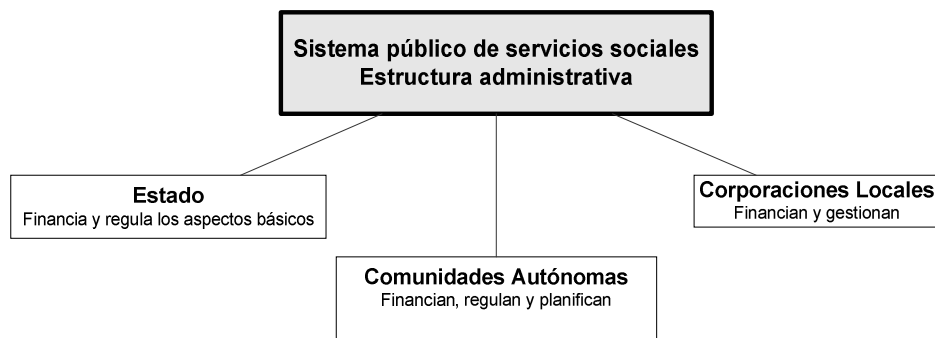 Sistema público de servicios sociales
Estructura administrativa
Estado
Financia y regula los aspectos básicos
Corporaciones Locales
Financian y gestionan
Comunidades Autónomas
Financian, regulan y planifican